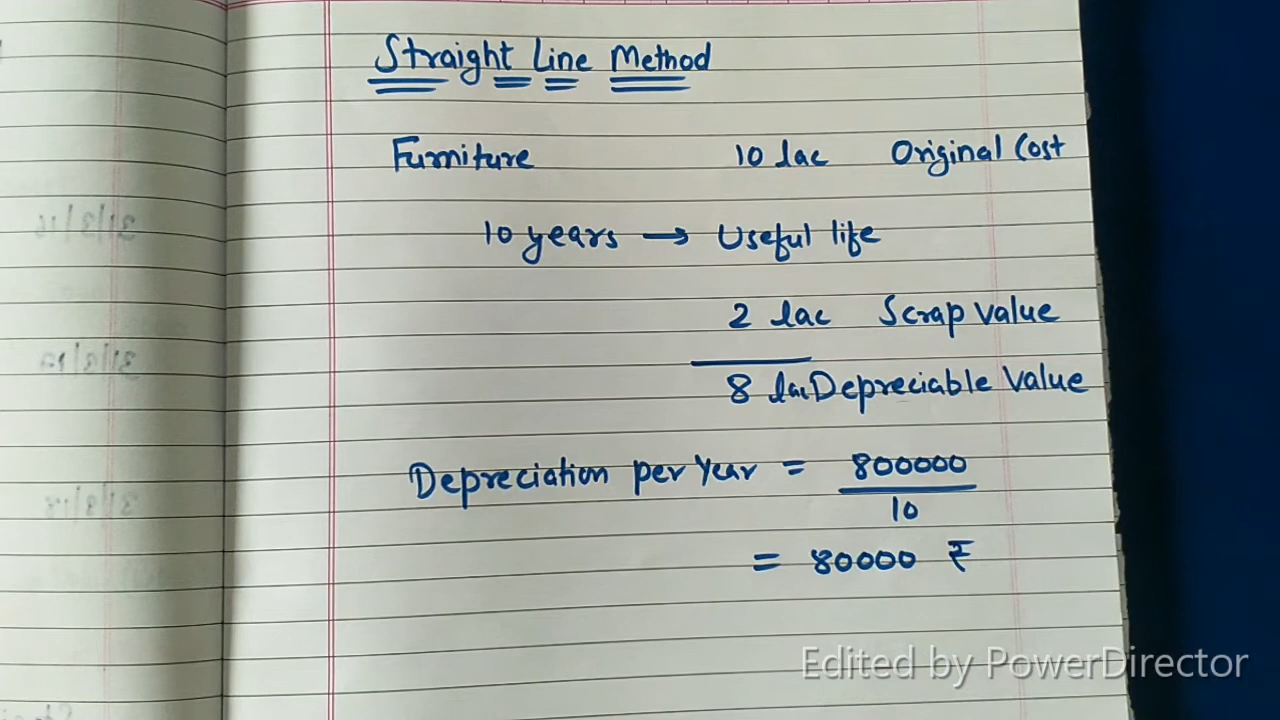 Straight Line Method
Furniture 10 lac Original Cost
10 years → Useful life
2 lac Scrap value
8 lac Depreciable Value
Depreciation per Year = 800000
10
= 80000 ₹
Edited by PowerDirector